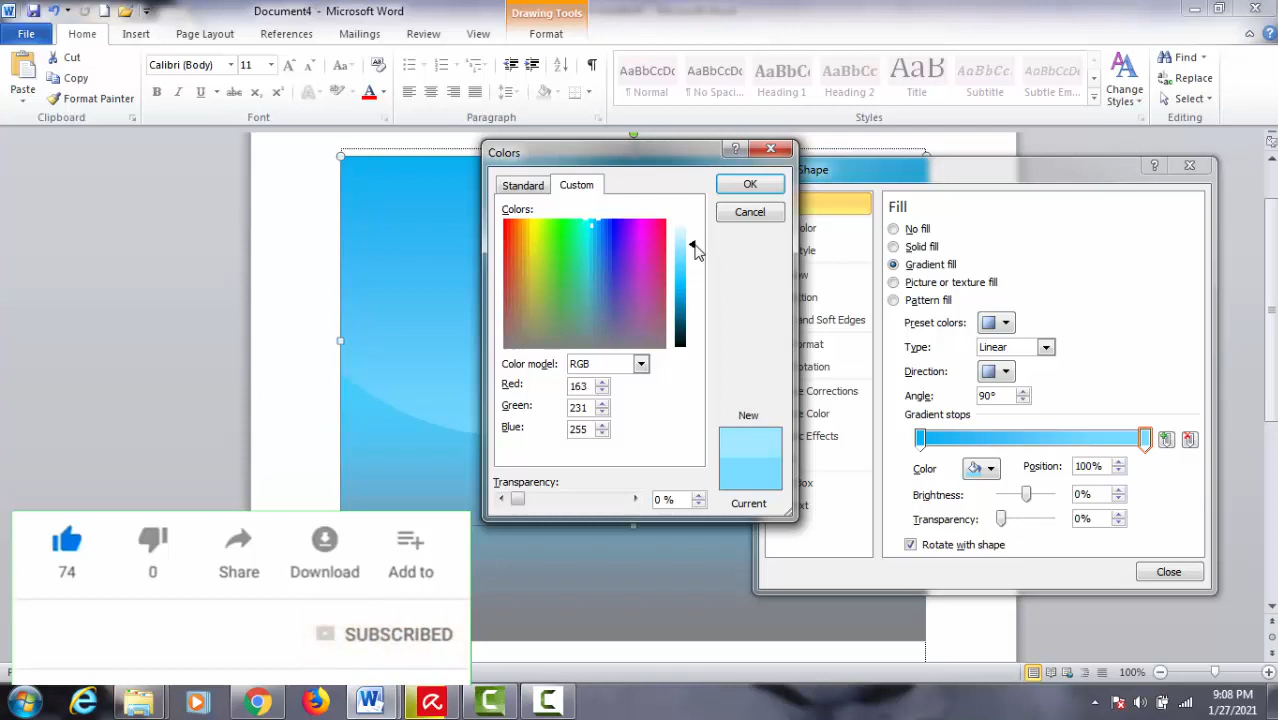 Document4 - Microsoft Word
Drawing Tools
File Home Insert Page Layout References Mailings Review View Format
Paste
Cut
Copy
Format Painter
Clipboard
Calibri (Body) 11
Font
Paragraph
AaBbCcDc AaBbCcDc AaBbC AaBbCc AaB AaBbCc. AaBbCcDc
¶ Normal ¶ No Spaci... Heading 1 Heading 2 Title Subtitle Subtle Em...
Styles
Change
Styles
Find
Replace
Select
Editing
Colors
Standard Custom
Colors:
Color model: RGB
Red: 163
Green: 231
Blue: 255
Transparency:
0 %
OK
Cancel
New
Current
Shape
Fill
No fill
Solid fill
Gradient fill
Picture or texture fill
Pattern fill
Preset colors:
Type: Linear
Direction:
Angle: 90°
Gradient stops
Color Position: 100%
Brightness: 0%
Transparency: 0%
Rotate with shape
Close
and Soft Edges
74 0 Share Download Add to
SUBSCRIBED
100%
9:08 PM
1/27/2021